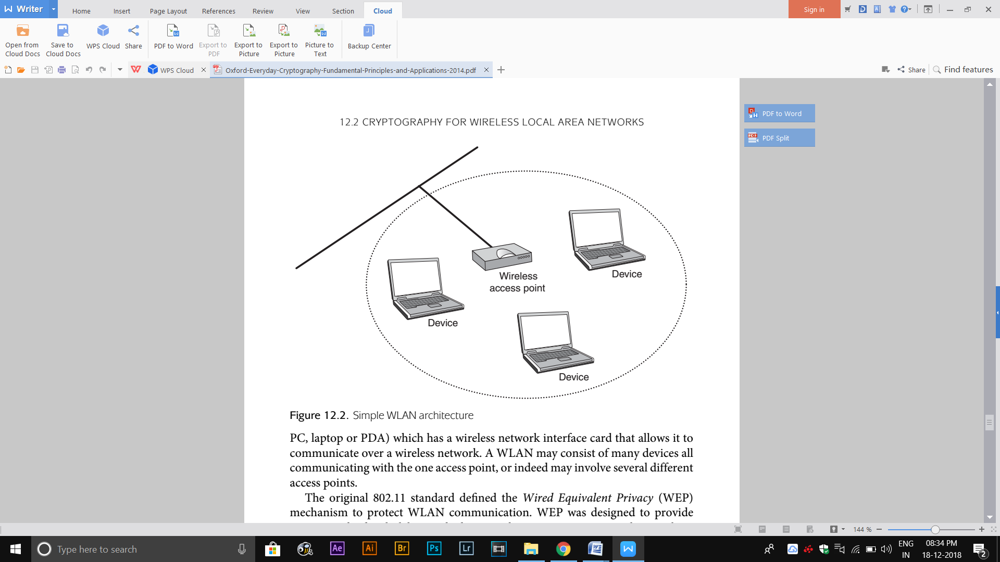 Writer
Home
Insert
Page Layout
References
Review
View
Section
Cloud
Sign in
Open from
Cloud Docs
Save to
Cloud Docs
WPS Cloud
Share
PDF to Word
Export to
PDF
Export to
Picture
Export to
Picture
Picture to
Text
Backup Center
WPS Cloud
Oxford-Everyday-Cryptography-Fundamental-Principles-and-Applications-2014.pdf
Share
Find features
PDF to Word
PDF Split
12.2 CRYPTOGRAPHY FOR WIRELESS LOCAL AREA NETWORKS
Device
Wireless
access point
Device
Device
Figure 12.2. Simple WLAN architecture
PC, laptop or PDA) which has a wireless network interface card that allows it to
communicate over a wireless network. A WLAN may consist of many devices all
communicating with the one access point, or indeed may involve several different
access points.
The original 802.11 standard defined the Wired Equivalent Privacy (WEP)
mechanism to protect WLAN communication. WEP was designed to provide
144 %
Type here to search
Ae
Ai
Br
Ps
Lr
ENG
IN
08:34 PM
18-12-2018
2